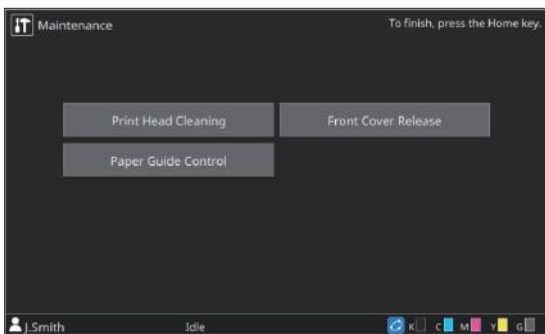 Maintenance To finish, press the Home key.
Print Head Cleaning Front Cover Release
Paper Guide Control
J.Smith Idle K C M Y G